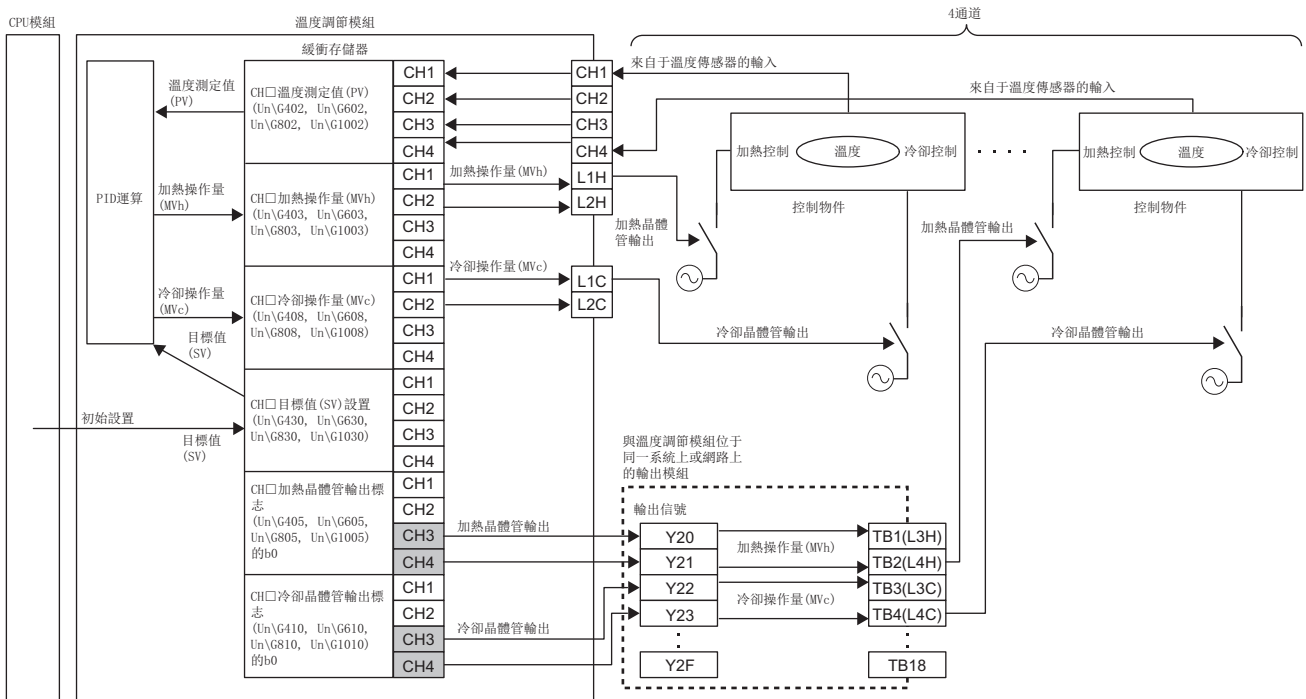 CPU模組
溫度調節模組
4通道
緩衝存儲器
PID運算
溫度測定值
(PV)
CH□溫度測定值(PV)
(Un\G402, Un\G602,
Un\G802, Un\G1002)
CH1
CH2
CH3
CH4
CH1
CH2
CH3
CH4
來自于溫度傳感器的輸入
來自于溫度傳感器的輸入
加熱控制
溫度
冷卻控制
加熱控制
溫度
冷卻控制
控制物件
控制物件
加熱操作量
(MVh)
CH□加熱操作量(MVh)
(Un\G403, Un\G603,
Un\G803, Un\G1003)
CH1
CH2
CH3
CH4
加熱操作量(MVh)
L1H
L2H
加熱晶體
管輸出
加熱晶體管輸出
冷卻操作量
(MVc)
CH□冷卻操作量(MVc)
(Un\G408, Un\G608,
Un\G808, Un\G1008)
CH1
CH2
CH3
CH4
冷卻操作量(MVc)
L1C
L2C
冷卻晶體管輸出
冷卻晶體管輸出
目標值
(SV)
初始設置
目標值
(SV)
CH□目標值(SV)設置
(Un\G430, Un\G630,
Un\G830, Un\G1030)
CH1
CH2
CH3
CH4
CH□加熱晶體管輸出標
志
(Un\G405, Un\G605,
Un\G805, Un\G1005)
的b0
CH1
CH2
CH3
CH4
加熱晶體管輸出
CH□冷卻晶體管輸出標
志
(Un\G410, Un\G610,
Un\G810, Un\G1010)
的b0
CH1
CH2
CH3
CH4
冷卻晶體管輸出
與溫度調節模組位于
同一系統上或網路上
的輸出模組
輸出信號
Y20
Y21
Y22
Y23
Y2F
加熱操作量(MVh)
冷卻操作量(MVc)
TB1(L3H)
TB2(L4H)
TB3(L3C)
TB4(L4C)
TB18